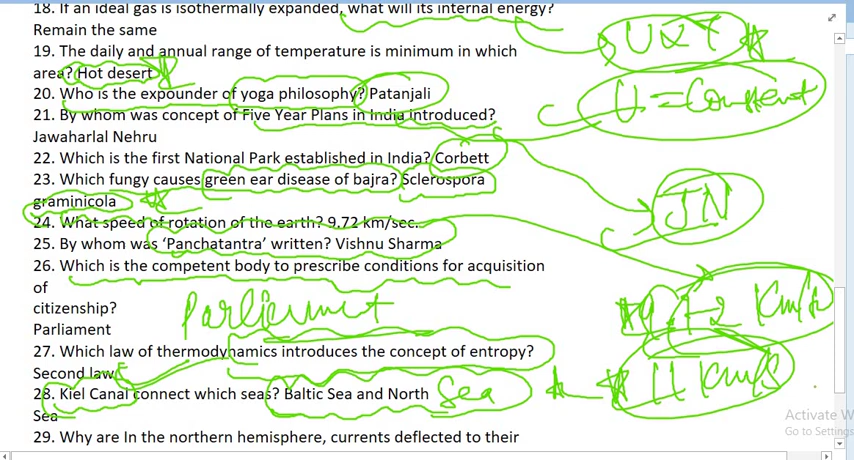 18. If an ideal gas is isothermally expanded, what will its internal energy?
Remain the same
19. The daily and annual range of temperature is minimum in which
area? Hot desert
20. Who is the expounder of yoga philosophy? Patanjali
21. By whom was concept of Five Year Plans in India introduced?
Jawaharlal Nehru
22. Which is the first National Park established in India? Corbett
23. Which fungy causes green ear disease of bajra? Sclerospora
graminicola
24. What speed of rotation of the earth? 9.72 km/sec.
25. By whom was ‘Panchatantra’ written? Vishnu Sharma
26. Which is the competent body to prescribe conditions for acquisition
of
citizenship?
Parliament
27. Which law of thermodynamics introduces the concept of entropy?
Second law
28. Kiel Canal connect which seas? Baltic Sea and North
Sea
29. Why are In the northern hemisphere, currents deflected to their
U = Constent
JN
Parliament
Sea
11 Km/s
Activate W
Go to Settings